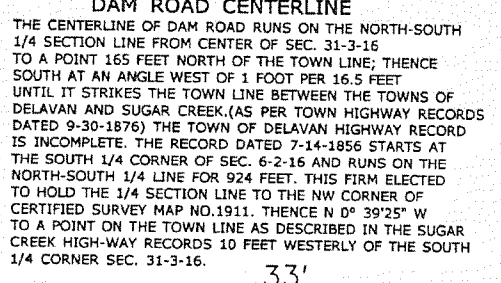 DAM ROAD CENTERLINE
THE CENTERLINE OF DAM ROAD RUNS ON THE NORTH-SOUTH
1/4 SECTION LINE FROM CENTER OF SEC. 31-3-16
TO A POINT 165 FEET NORTH OF THE TOWN LINE; THENCE
SOUTH AT AN ANGLE WEST OF 1 FOOT PER 16.5 FEET
UNTIL IT STRIKES THE TOWN LINE BETWEEN THE TOWNS OF
DELAVAN AND SUGAR CREEK.(AS PER TOWN HIGHWAY RECORDS
DATED 9-30-1876) THE TOWN OF DELAVAN HIGHWAY RECORD
IS INCOMPLETE. THE RECORD DATED 7-14-1856 STARTS AT
THE SOUTH 1/4 CORNER OF SEC. 6-2-16 AND RUNS ON THE
NORTH-SOUTH 1/4 LINE FOR 924 FEET. THIS FIRM ELECTED
TO HOLD THE 1/4 SECTION LINE TO THE NW CORNER OF
CERTIFIED SURVEY MAP NO.1911. THENCE N 0° 39'25" W
TO A POINT ON THE TOWN LINE AS DESCRIBED IN THE SUGAR
CREEK HIGH-WAY RECORDS 10 FEET WESTERLY OF THE SOUTH
1/4 CORNER SEC. 31-3-16.
33'